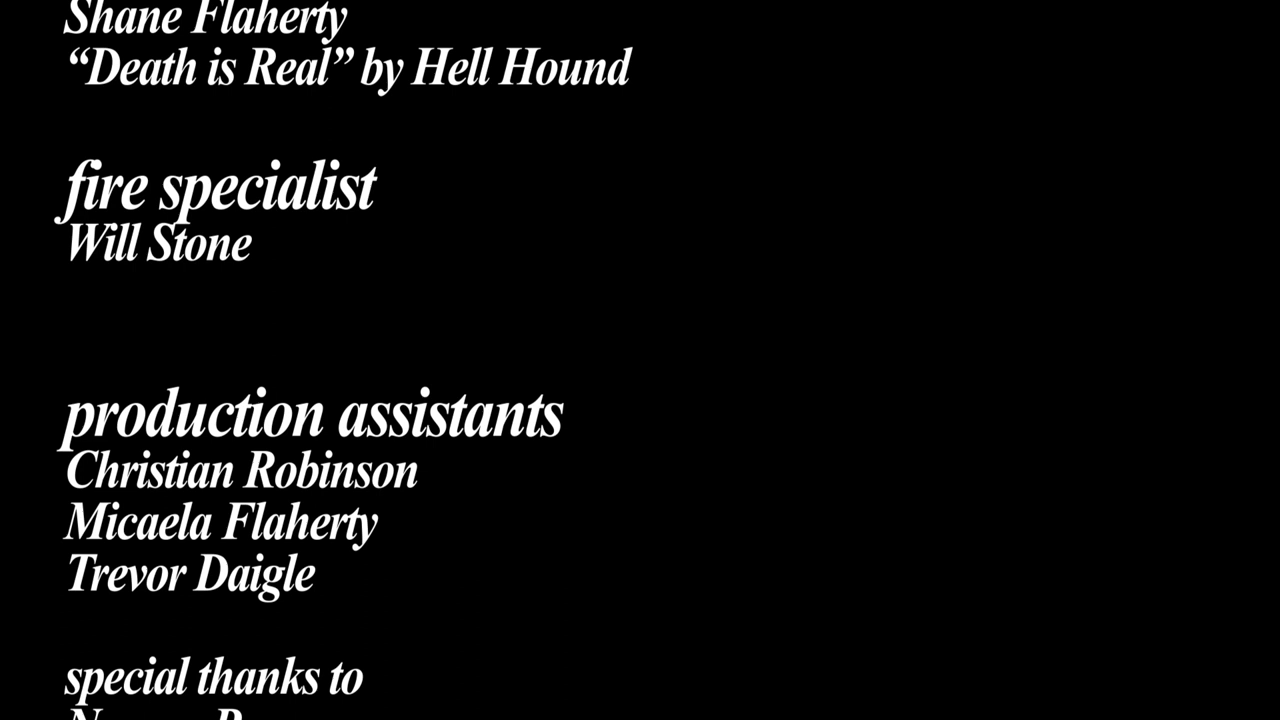 Shane Flaherty
“Death is Real” by Hell Hound
fire specialist
Will Stone
production assistants
Christian Robinson
Micaela Flaherty
Trevor Daigle
special thanks to